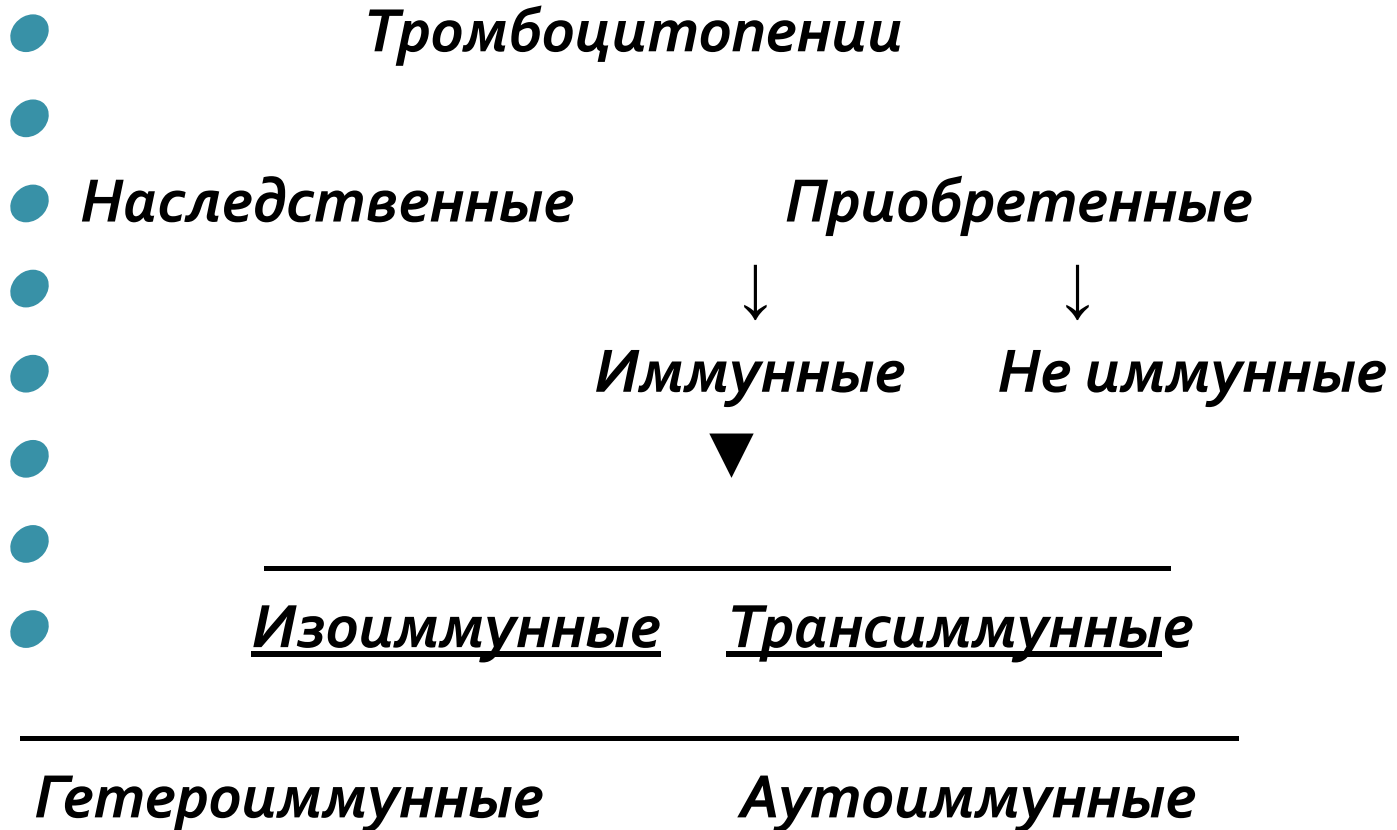 Тромбоцитопении
Наследственные Приобретенные
↓ ↓
Иммунные Не иммунные
▼
Изоиммунные Трансиммунные
Гетероиммунные Аутоиммунные